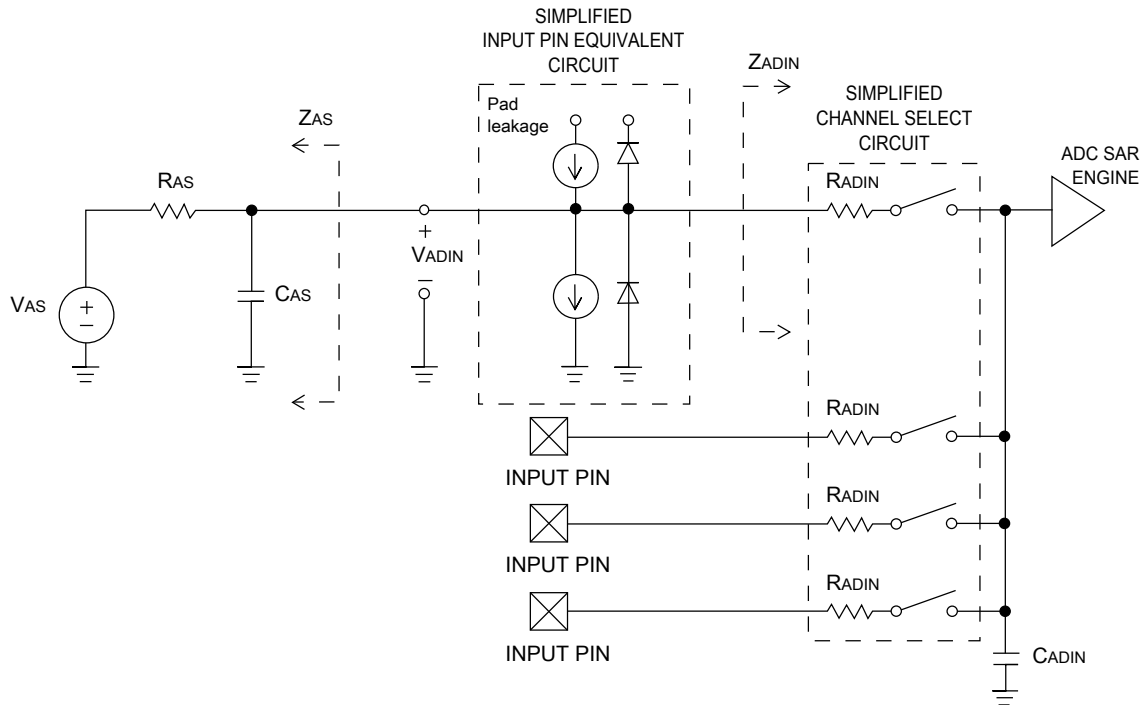 SIMPLIFIED
INPUT PIN EQUIVALENT
CIRCUIT
ZADIN
Pad
leakage
SIMPLIFIED
CHANNEL SELECT
CIRCUIT
ZAS
ADC SAR
ENGINE
RAS
RADIN
+
VADIN
−
VAS
+
−
CAS
RADIN
INPUT PIN
RADIN
INPUT PIN
RADIN
INPUT PIN
CADIN